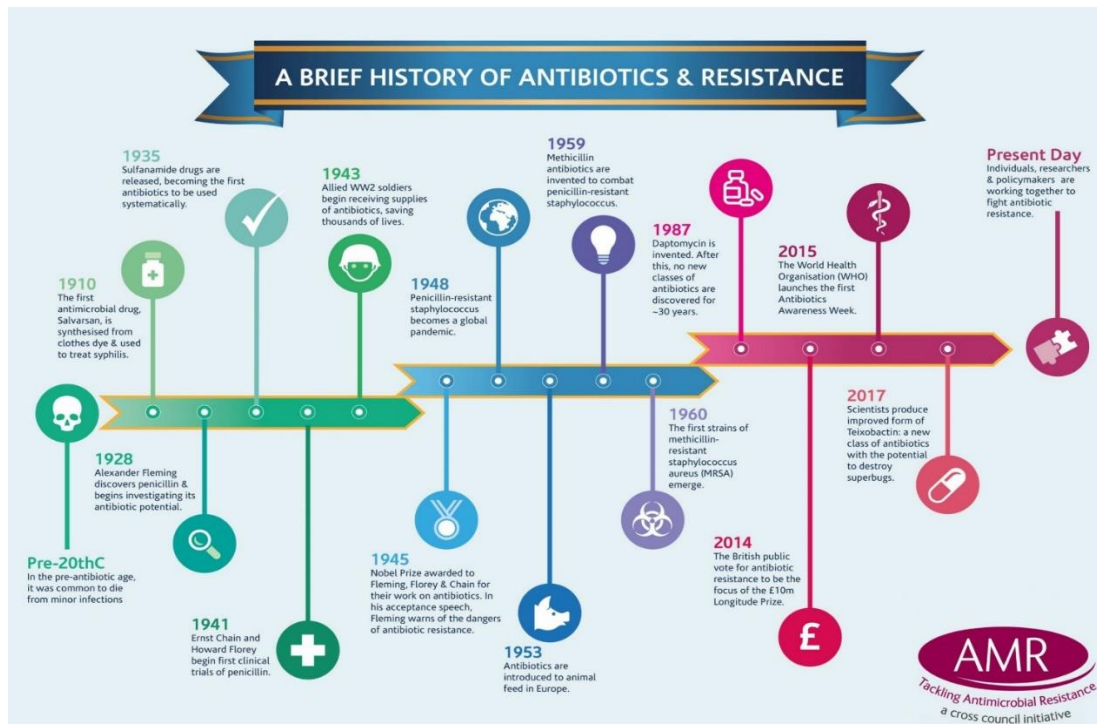 A BRIEF HISTORY OF ANTIBIOTICS & RESISTANCE
Pre-20thC
In the pre-antibiotic age,
it was common to die
from minor infections
1910
The first
antimicrobial drug,
Salvarsan, is
synthesised from
clothes dye & used
to treat syphilis.
1928
Alexander Fleming
discovers penicillin &
begins investigating its
antibiotic potential.
1935
Sulfanamide drugs are
released, becoming the first
antibiotics to be used
systematically.
1941
Ernst Chain and
Howard Florey
begin first clinical
trials of penicillin.
1943
Allied WW2 soldiers
begin receiving supplies
of antibiotics, saving
thousands of lives.
1945
Nobel Prize awarded to
Fleming, Florey & Chain for
their work on antibiotics. In
his acceptance speech,
Fleming warns of the dangers
of antibiotic resistance.
1948
Penicillin-resistant
staphylococcus
becomes a global
pandemic.
1953
Antibiotics are
introduced to animal
feed in Europe.
1959
Methicillin
antibiotics are
invented to combat
penicillin-resistant
staphylococcus.
1960
The first strains of
methicillin-
resistant
staphylococcus
aureus (MRSA)
emerge.
1987
Daptomycin is
invented. After
this, no new
classes of
antibiotics are
discovered for
~30 years.
2014
The British public
vote for antibiotic
resistance to be the
focus of the £10m
Longitude Prize.
£
2015
The World Health
Organisation (WHO)
launches the first
Antibiotics
Awareness Week.
2017
Scientists produce
improved form of
Teixobactin: a new
class of antibiotics
with the potential
to destroy
superbugs.
Present Day
Individuals, researchers
& policymakers are
working together to
fight antibiotic
resistance.
AMR
Tackling Antimicrobial Resistance
a cross council initiative